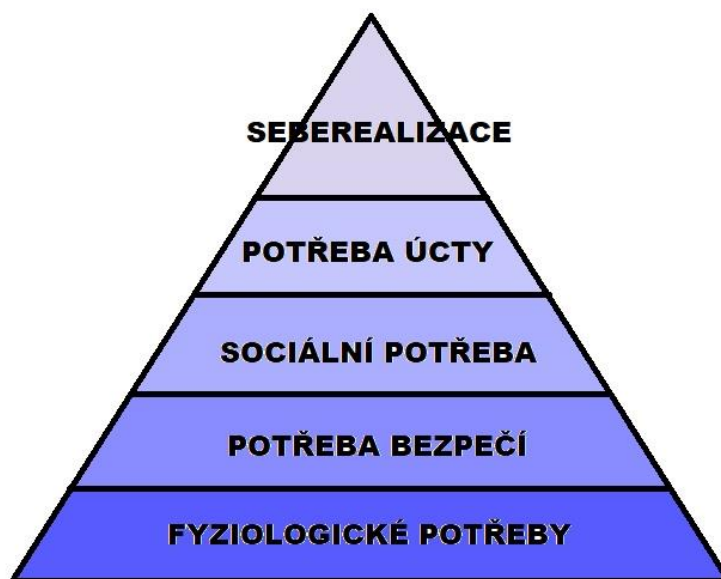 SEBEREALIZACE
POTŘEBA ÚCTY
SOCIÁLNÍ POTŘEBA
POTŘEBA BEZPEČÍ
FYZIOLOGICKÉ POTŘEBY